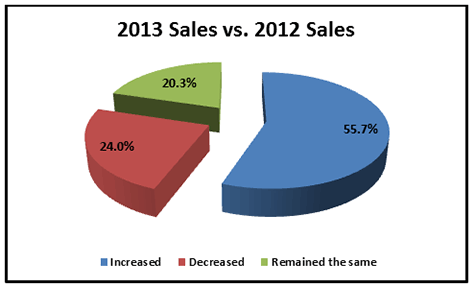 2013 Sales vs. 2012 Sales
20.3%
55.7%
24.0%
Increased Decreased Remained the same